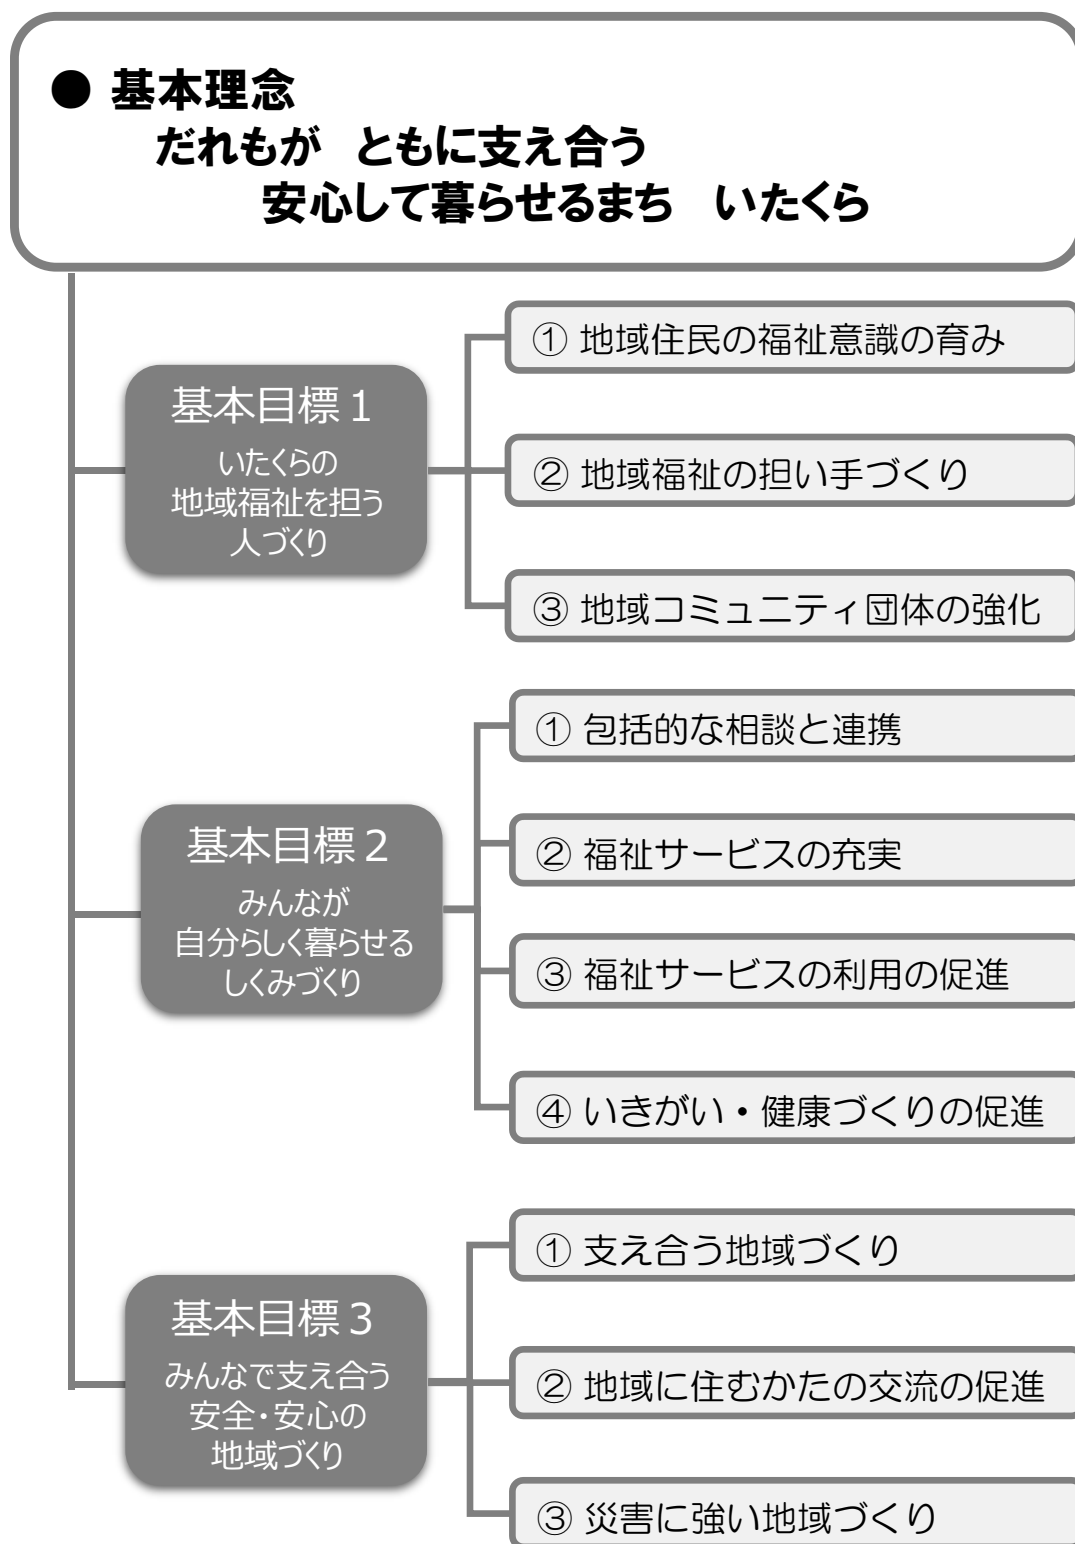 ● 基本理念
だれもが ともに支え合う
安心して暮らせるまち いたくら
基本目標1
いたくらの
地域福祉を担う
人づくり
① 地域住民の福祉意識の育み
② 地域福祉の担い手づくり
③ 地域コミュニティ団体の強化
基本目標2
みんなが
自分らしく暮らせる
しくみづくり
① 包括的な相談と連携
② 福祉サービスの充実
③ 福祉サービスの利用の促進
④ いきがい・健康づくりの促進
基本目標3
みんなで支え合う
安全・安心の
地域づくり
① 支え合う地域づくり
② 地域に住むかたの交流の促進
③ 災害に強い地域づくり